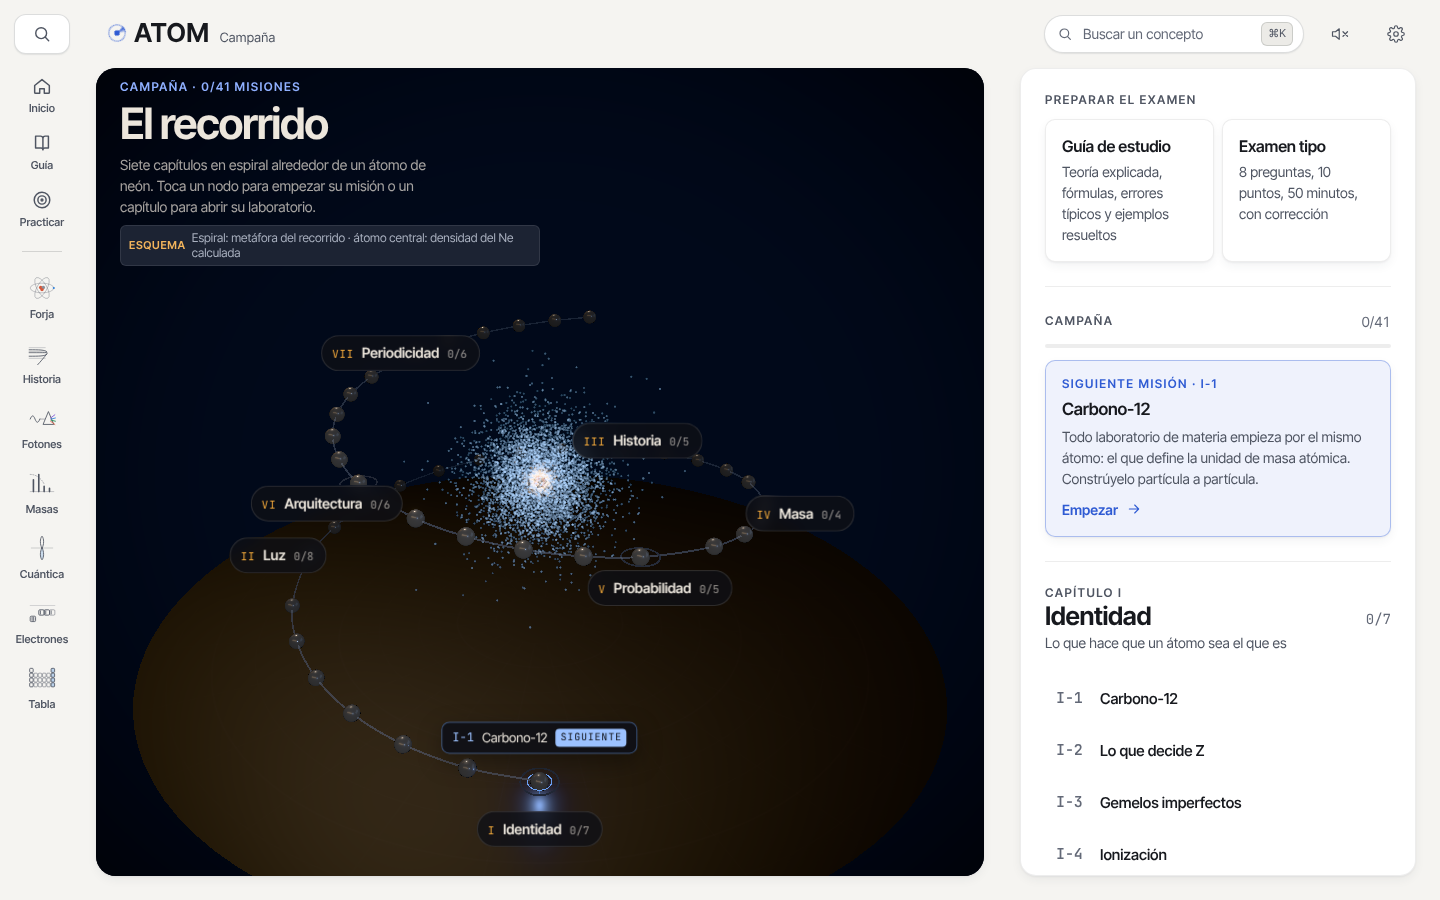 ATOM Campaña
Buscar un concepto ⌘K
Inicio
Guía
Practicar
Forja
Historia
Fotones
Masas
Cuántica
Electrones
Tabla
CAMPAÑA · 0/41 MISIONES
El recorrido
Siete capítulos en espiral alrededor de un átomo de
neón. Toca un nodo para empezar su misión o un
capítulo para abrir su laboratorio.
ESQUEMA Espiral: metáfora del recorrido · átomo central: densidad del Ne
calculada
VII Periodicidad 0/6
III Historia 0/5
VI Arquitectura 0/6
IV Masa 0/4
II Luz 0/8
V Probabilidad 0/5
I-1 Carbono-12 SIGUIENTE
I Identidad 0/7
PREPARAR EL EXAMEN
Guía de estudio
Teoría explicada,
fórmulas, errores
típicos y ejemplos
resueltos
Examen tipo
8 preguntas, 10
puntos, 50 minutos,
con corrección
CAMPAÑA 0/41
SIGUIENTE MISIÓN · I-1
Carbono-12
Todo laboratorio de materia empieza por el mismo
átomo: el que define la unidad de masa atómica.
Constrúyelo partícula a partícula.
Empezar →
CAPÍTULO I
Identidad 0/7
Lo que hace que un átomo sea el que es
I-1 Carbono-12
I-2 Lo que decide Z
I-3 Gemelos imperfectos
I-4 Ionización